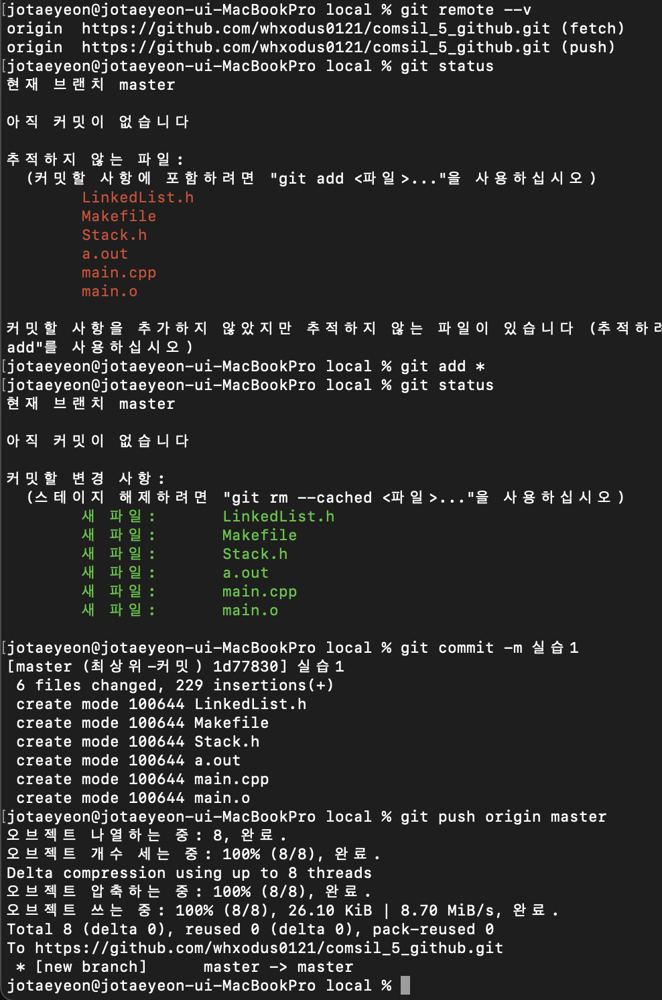 jotaeyeon@jotaeyeon-ui-MacBookPro local % git remote --v
origin  https://github.com/whxodus0121/comsil_5_github.git (fetch)
origin  https://github.com/whxodus0121/comsil_5_github.git (push)
jotaeyeon@jotaeyeon-ui-MacBookPro local % git status
현재 브랜치 master
아직 커밋이 없습니다
추적하지 않는 파일:
  (커밋할 사항에 포함하려면 "git add <파일>..."을 사용하십시오)
        LinkedList.h
        Makefile
        Stack.h
        a.out
        main.cpp
        main.o
커밋할 사항을 추가하지 않았지만 추적하지 않는 파일이 있습니다 (추적하려
add"를 사용하십시오)
jotaeyeon@jotaeyeon-ui-MacBookPro local % git add *
jotaeyeon@jotaeyeon-ui-MacBookPro local % git status
현재 브랜치 master
아직 커밋이 없습니다
커밋할 변경 사항:
  (스테이지 해제하려면 "git rm --cached <파일>..."을 사용하십시오)
        새 파일:       LinkedList.h
        새 파일:       Makefile
        새 파일:       Stack.h
        새 파일:       a.out
        새 파일:       main.cpp
        새 파일:       main.o
jotaeyeon@jotaeyeon-ui-MacBookPro local % git commit -m 실습1
[master (최상위-커밋) 1d77830] 실습1
 6 files changed, 229 insertions(+)
 create mode 100644 LinkedList.h
 create mode 100644 Makefile
 create mode 100644 Stack.h
 create mode 100644 a.out
 create mode 100644 main.cpp
 create mode 100644 main.o
jotaeyeon@jotaeyeon-ui-MacBookPro local % git push origin master
오브젝트 나열하는 중: 8, 완료.
오브젝트 개수 세는 중: 100% (8/8), 완료.
Delta compression using up to 8 threads
오브젝트 압축하는 중: 100% (8/8), 완료.
오브젝트 쓰는 중: 100% (8/8), 26.10 KiB | 8.70 MiB/s, 완료.
Total 8 (delta 0), reused 0 (delta 0), pack-reused 0
To https://github.com/whxodus0121/comsil_5_github.git
 * [new branch]      master -> master
jotaeyeon@jotaeyeon-ui-MacBookPro local %